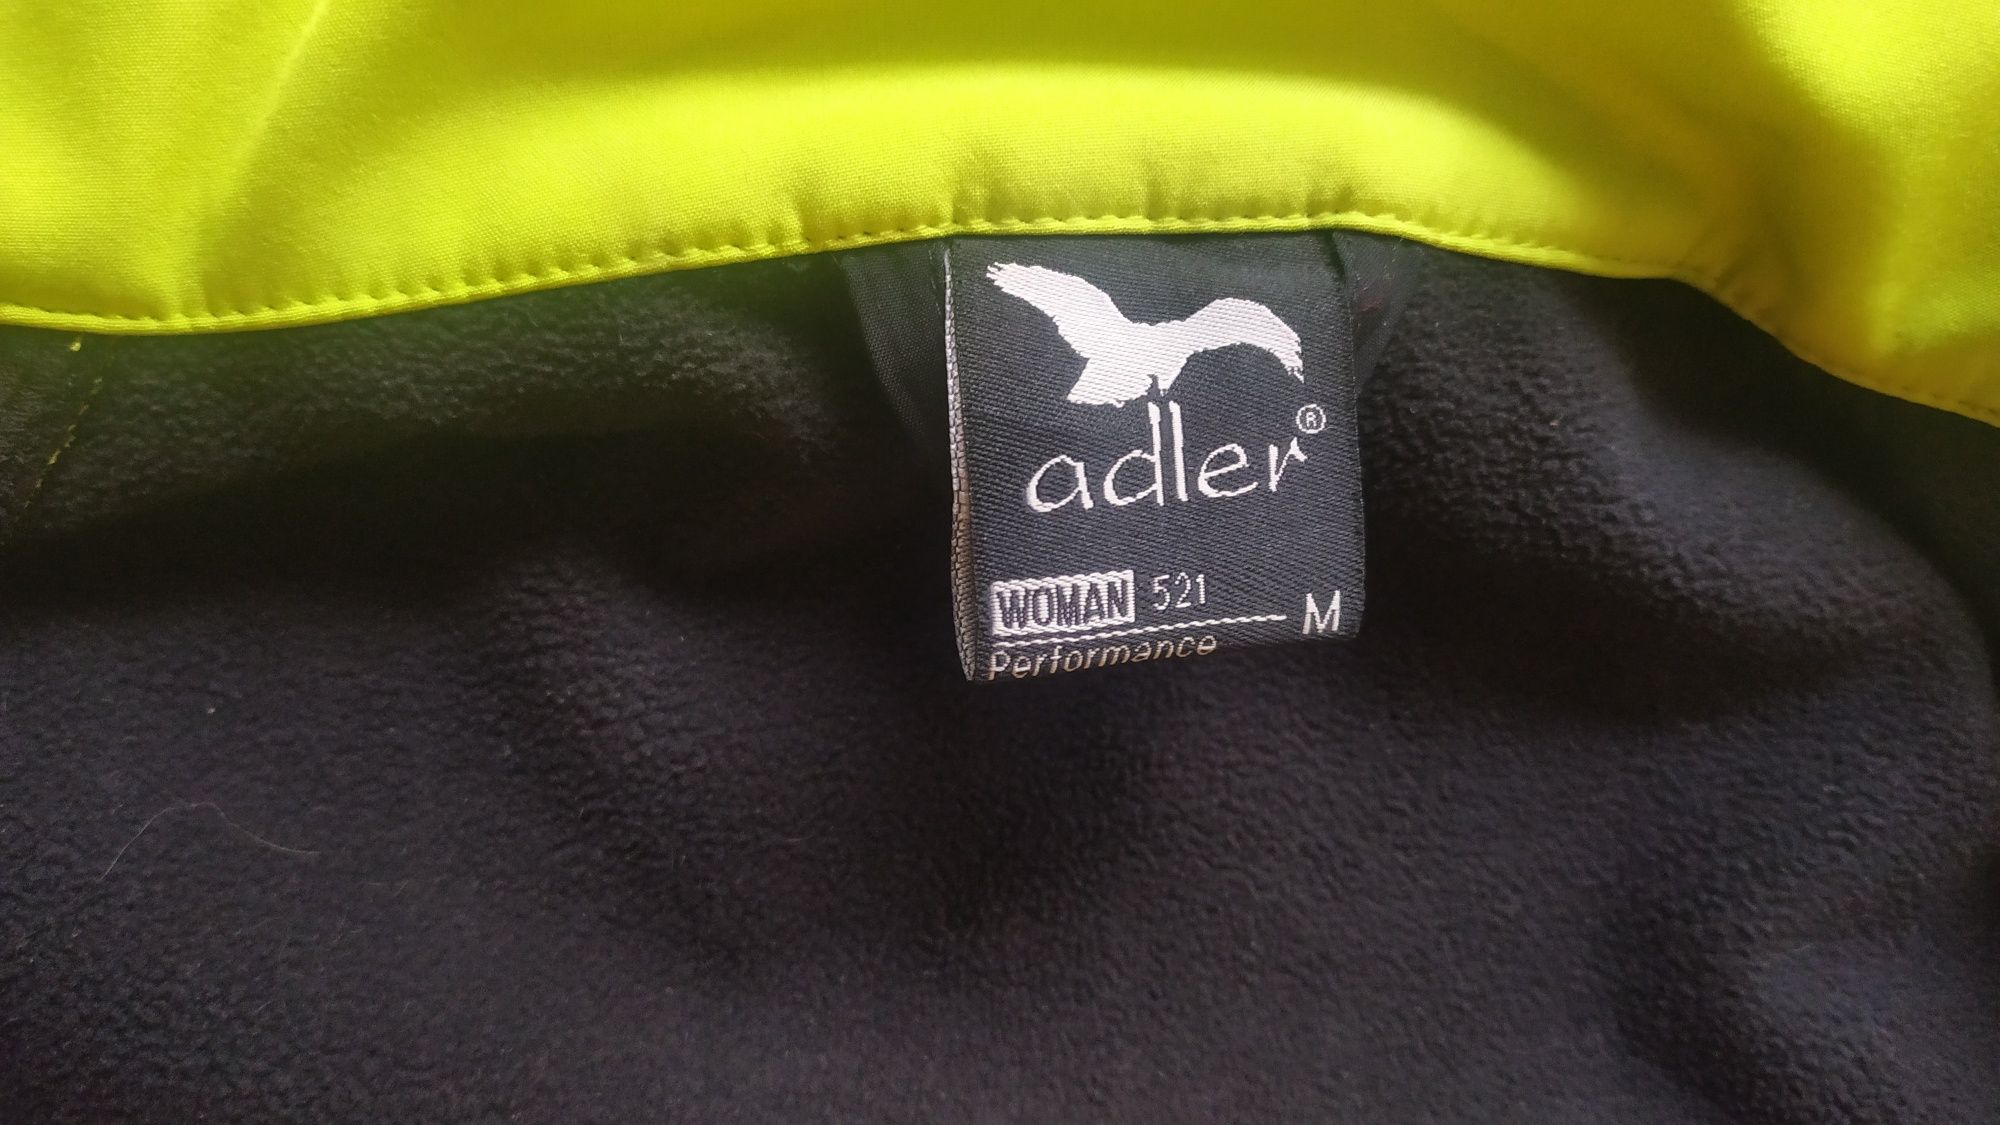 adler®
WOMAN 521
M
Performance